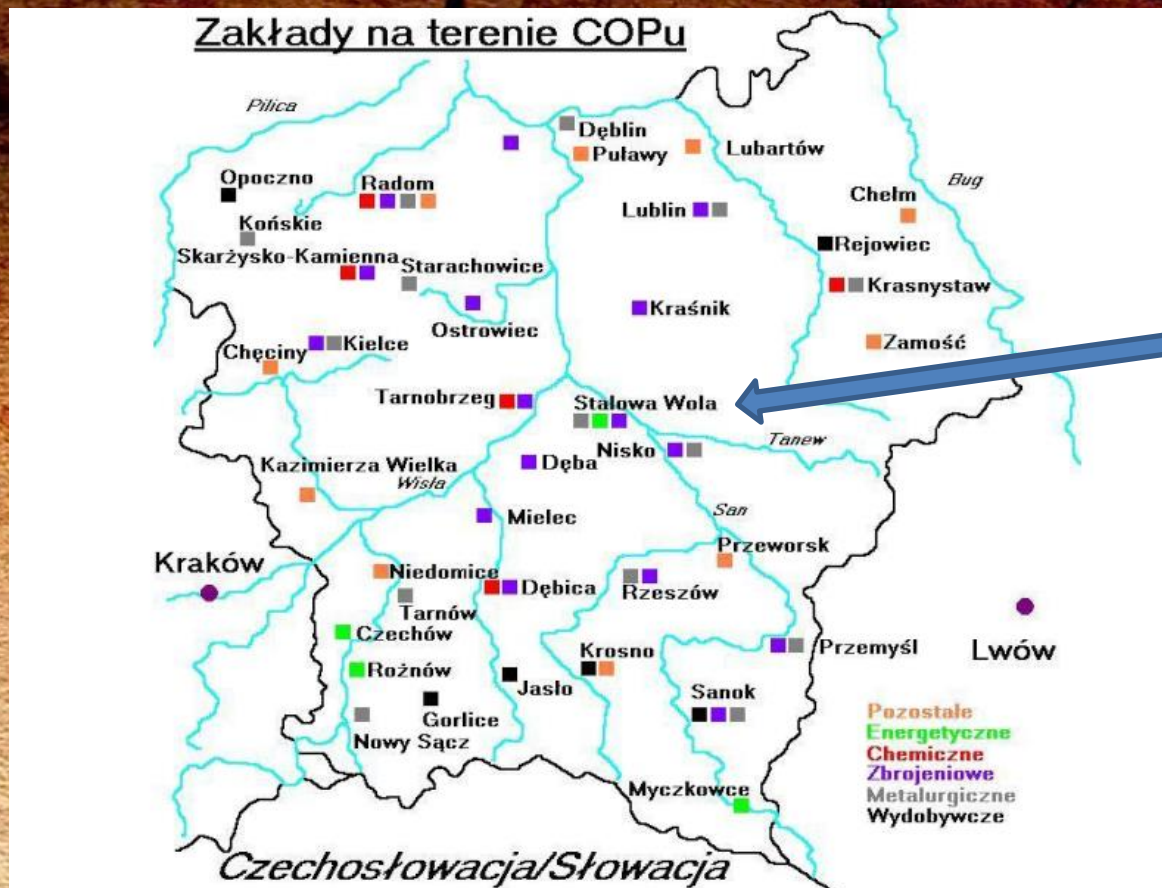 Zakłady na terenie COPu
Pilica
Dęblin
Puławy
Lubartów
Opoczno
Radom
Chełm
Bug
Lublin
Końskie
Rejowiec
Skarżysko-Kamienna
Starachowice
Krasnystaw
Kraśnik
Ostrowiec
Kielce
Zamość
Chęciny
Tarnobrzeg
Stalowa Wola
Tanew
Nisko
Dęba
Kazimierza Wielka
Wisła
Mielec
San
Przeworsk
Kraków
Niedomice
Dębica
Rzeszów
Tarnów
Czechów
Krosno
Przemyśl
Lwów
Rożnów
Jasło
Sanok
Gorlice
Nowy Sącz
Pozostałe
Energetyczne
Chemiczne
Zbrojeniowe
Metalurgiczne
Wydobywcze
Myczkowce
Czechosłowacja/Słowacja